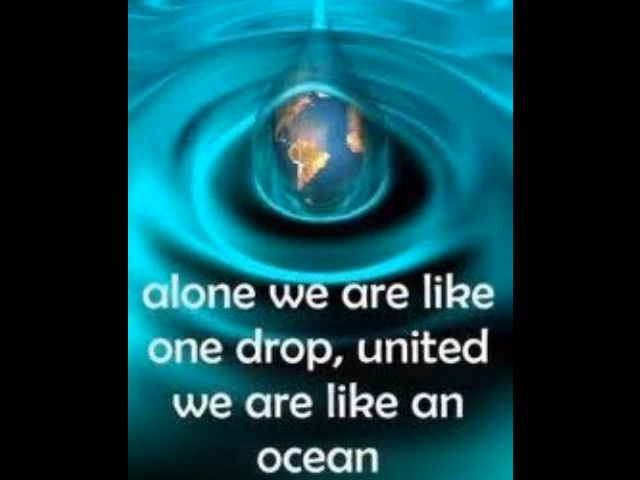 alone we are like
one drop, united
we are like an
ocean